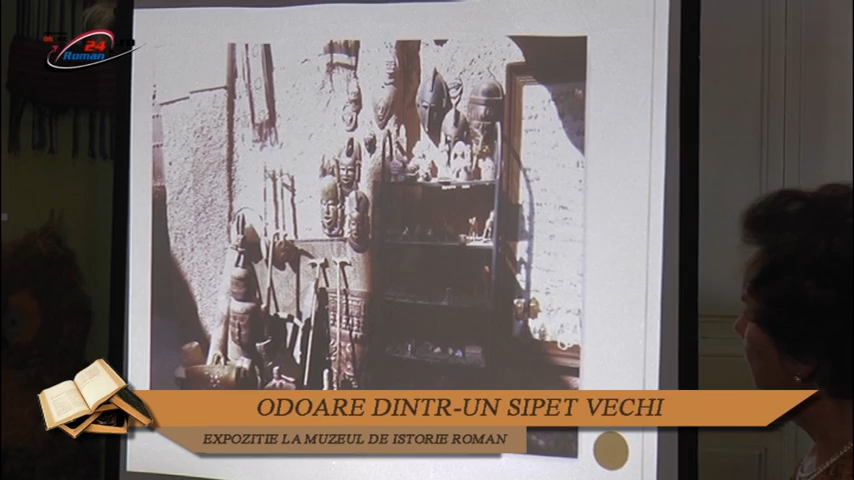 24
Roman
ODOARE DINTR-UN SIPET VECHI
EXPOZITIE LA MUZEUL DE ISTORIE ROMAN